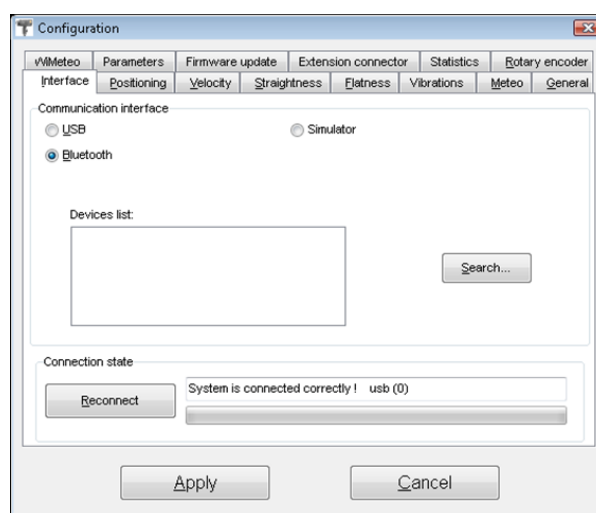 Configuration
WMeteo Parameters Firmware update Extension connector Statistics Rotary encoder
Interface Positioning Velocity Straightness Flatness Vibrations Meteo General
Communication interface
USB Simulator
Bluetooth
Devices list:
Search...
Connection state
Reconnect System is connected correctly ! usb (0)
Apply Cancel